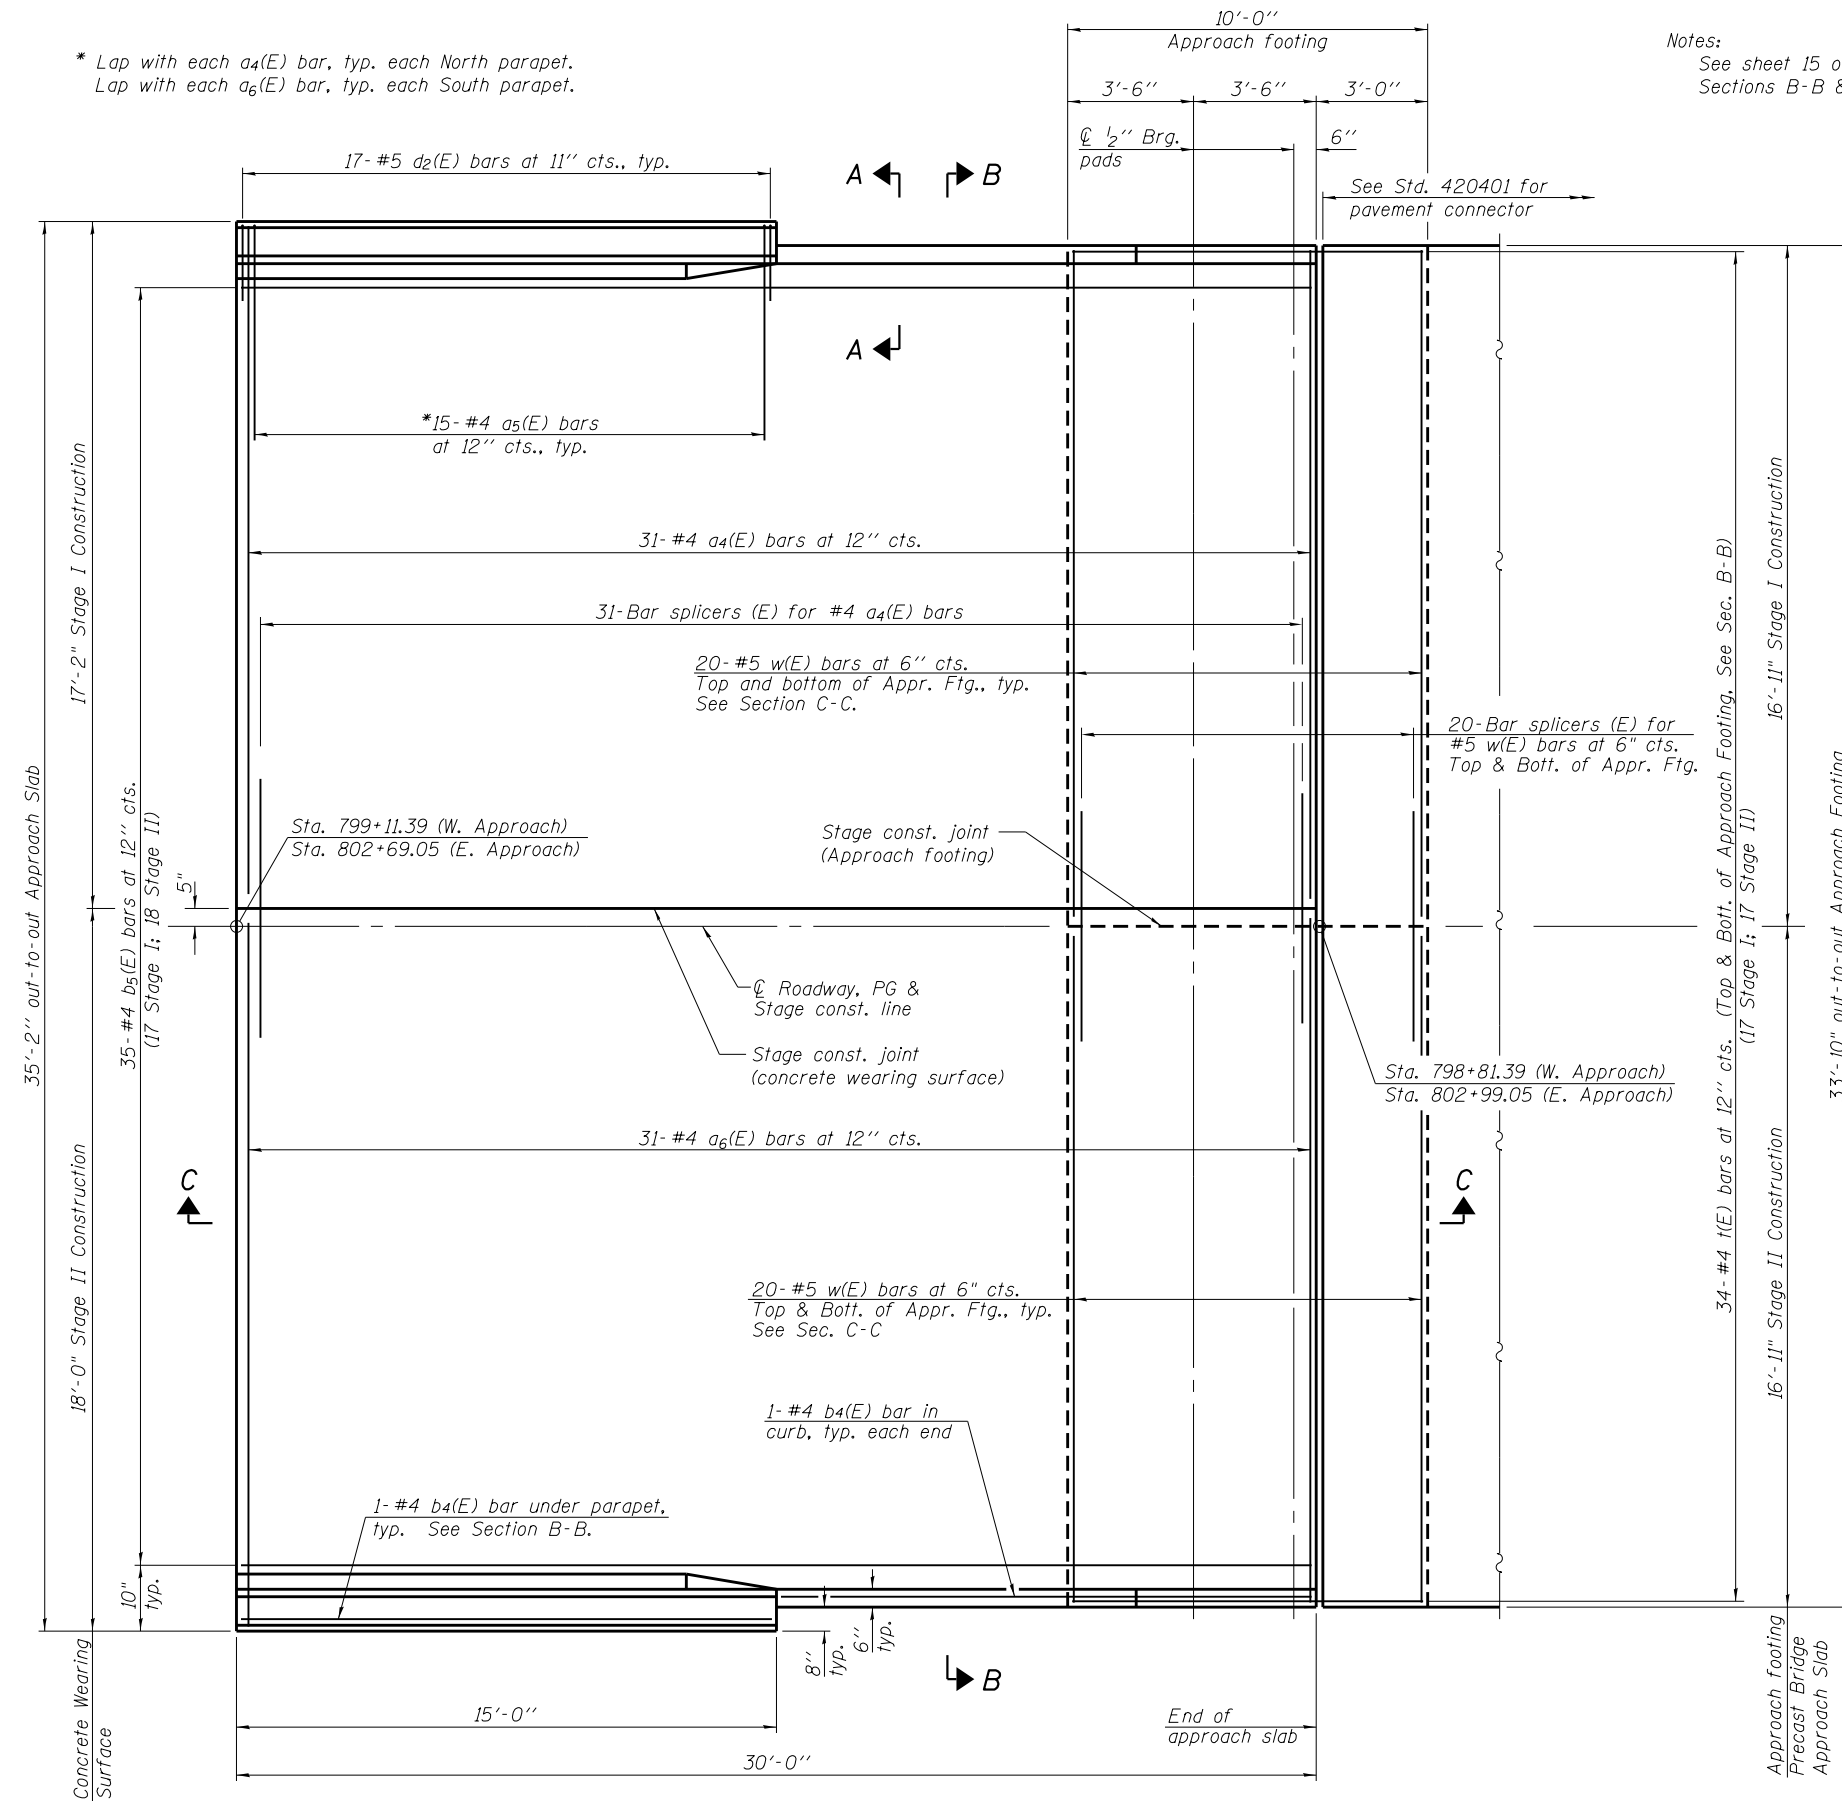 10'-0"
Approach footing
Notes:
See sheet 15 o
Sections B-B &
* Lap with each a4(E) bar, typ. each North parapet.
Lap with each a6(E) bar, typ. each South parapet.
3'-6" 3'-6" 3'-0"
℄ 1/2" Brg.
pads
6"
17-#5 d2(E) bars at 11" cts., typ.
A B
See Std. 420401 for
pavement connector
A
*15-#4 a5(E) bars
at 12" cts., typ.
31-#4 a4(E) bars at 12" cts.
31-Bar splicers (E) for #4 a4(E) bars
20-#5 w(E) bars at 6" cts.
Top and bottom of Appr. Ftg., typ.
See Section C-C.
20-Bar splicers (E) for
#5 w(E) bars at 6" cts.
Top & Bott. of Appr. Ftg.
Sta. 799+11.39 (W. Approach)
Sta. 802+69.05 (E. Approach)
Stage const. joint
(Approach footing)
5"
℄ Roadway, PG &
Stage const. line
Stage const. joint
(concrete wearing surface)
Sta. 798+81.39 (W. Approach)
Sta. 802+99.05 (E. Approach)
31-#4 a6(E) bars at 12" cts.
C C
20-#5 w(E) bars at 6" cts.
Top & Bott. of Appr. Ftg., typ.
See Sec. C-C
1-#4 b4(E) bar in
curb, typ. each end
1-#4 b4(E) bar under parapet,
typ. See Section B-B.
10"
typ.
8"
typ.
6"
typ.
B
15'-0"
End of
approach slab
30'-0"
35'-2" out-to-out Approach Slab
17'-2" Stage I Construction
18'-0" Stage II Construction
Concrete Wearing
Surface
35-#4 b5(E) bars at 12" cts.
(17 Stage I; 18 Stage II)
34-#4 t(E) bars at 12" cts. (Top & Bott. of Approach Footing, See Sec. B-B)
(17 Stage I; 17 Stage II)
16'-11" Stage I Construction
16'-11" Stage II Construction
Approach footing
Precast Bridge
Approach Slab
33'-10" out-to-out Approach Footing